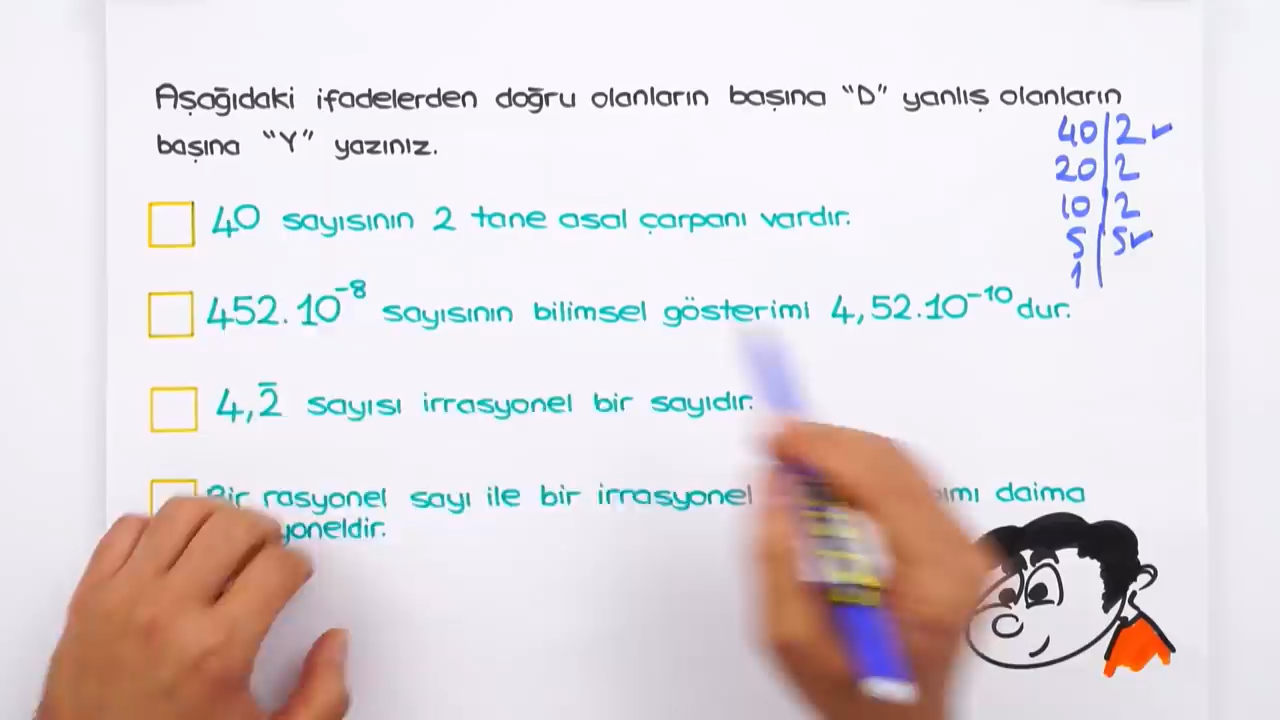 Aşağıdaki ifadelerden doğru olanların başına “D” yanlış olanların
başına “Y” yazınız.
40 sayısının 2 tane asal çarpanı vardır.
452.10⁻⁸ sayısının bilimsel gösterimi 4,52.10⁻¹⁰ dur.
4,2̅ sayısı irrasyonel bir sayıdır.
Bir rasyonel sayı ile bir irrasyonel daima
40 | 2 ✓
20 | 2
10 | 2
5 | 5 ✓
1 |